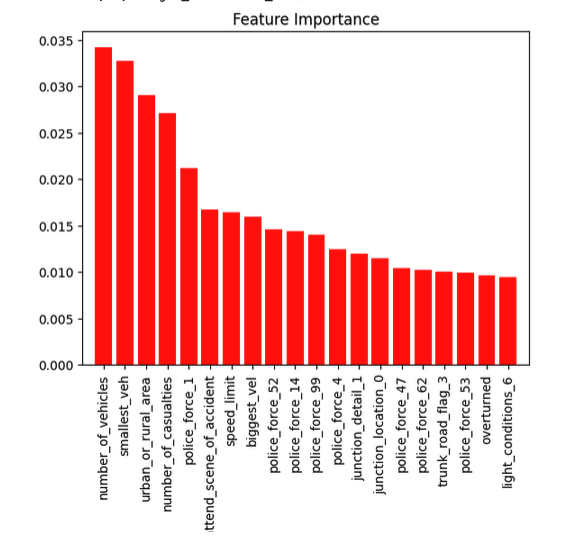 Feature Importance
0.035
0.030
0.025
0.020
0.015
0.010
0.005
0.000
number_of_vehicles
smallest_veh
urban_or_rural_area
number_of_casualties
police_force_1
ttend_scene_of_accident
speed_limit
biggest_vel
police_force_52
police_force_14
police_force_99
police_force_4
junction_detail_1
junction_location_0
police_force_47
police_force_62
trunk_road_flag_3
police_force_53
overturned
light_conditions_6